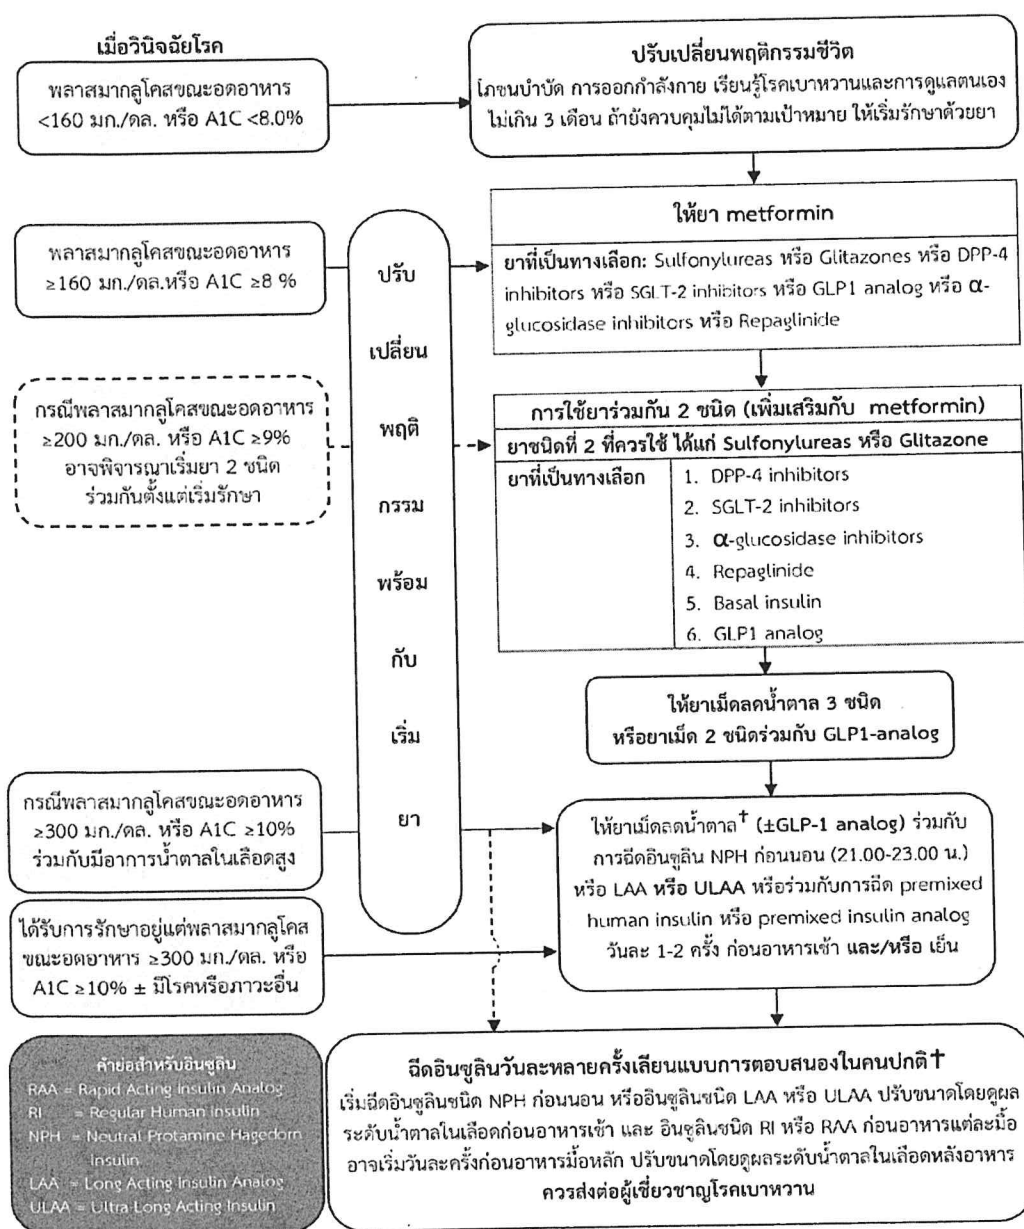 เมื่อวินิจฉัยโรค
พลาสมากลูโคสขณะอดอาหาร
<160 มก./ดล. หรือ A1C <8.0%
ปรับเปลี่ยนพฤติกรรมชีวิต
โภชนบำบัด การออกกำลังกาย เรียนรู้โรคเบาหวานและการดูแลตนเอง
ไม่เกิน 3 เดือน ถ้ายังควบคุมไม่ได้ตามเป้าหมาย ให้เริ่มรักษาด้วยยา
พลาสมากลูโคสขณะอดอาหาร
≥160 มก./ดล.หรือ A1C ≥8 %
ปรับ
เปลี่ยน
พฤติ
กรรม
พร้อม
กับ
เริ่ม
ยา
ให้ยา metformin
ยาที่เป็นทางเลือก: Sulfonylureas หรือ Glitazones หรือ DPP-4
inhibitors หรือ SGLT-2 inhibitors หรือ GLP1 analog หรือ α-
glucosidase inhibitors หรือ Repaglinide
กรณีพลาสมากลูโคสขณะอดอาหาร
≥200 มก./ดล. หรือ A1C ≥9%
อาจพิจารณาเริ่มยา 2 ชนิด
ร่วมกันตั้งแต่เริ่มรักษา
การใช้ยาร่วมกัน 2 ชนิด (เพิ่มเสริมกับ metformin)
ยาชนิดที่ 2 ที่ควรใช้ ได้แก่ Sulfonylureas หรือ Glitazone
ยาที่เป็นทางเลือก
1. DPP-4 inhibitors
2. SGLT-2 inhibitors
3. α-glucosidase inhibitors
4. Repaglinide
5. Basal insulin
6. GLP1 analog
ให้ยาเม็ดลดน้ำตาล 3 ชนิด
หรือยาเม็ด 2 ชนิดร่วมกับ GLP1-analog
กรณีพลาสมากลูโคสขณะอดอาหาร
≥300 มก./ดล. หรือ A1C ≥10%
ร่วมกับมีอาการน้ำตาลในเลือดสูง
ให้ยาเม็ดลดน้ำตาล† (±GLP-1 analog) ร่วมกับ
การฉีดอินซูลิน NPH ก่อนนอน (21.00-23.00 น.)
หรือ LAA หรือ ULAA หรือร่วมกับการฉีด premixed
human insulin หรือ premixed insulin analog
วันละ 1-2 ครั้ง ก่อนอาหารเช้า และ/หรือ เย็น
ได้รับการรักษาอยู่แต่พลาสมากลูโคส
ขณะอดอาหาร ≥300 มก./ดล. หรือ
A1C ≥10% ± มีโรคหรือภาวะอื่น
คำย่อสำหรับอินซูลิน
RAA = Rapid Acting Insulin Analog
RI = Regular Human Insulin
NPH = Neutral Protamine Hagedorn
Insulin
LAA = Long Acting Insulin Analog
ULAA = Ultra-Long Acting Insulin
ฉีดอินซูลินวันละหลายครั้งเลียนแบบการตอบสนองในคนปกติ†
เริ่มฉีดอินซูลินชนิด NPH ก่อนนอน หรืออินซูลินชนิด LAA หรือ ULAA ปรับขนาดโดยดูผล
ระดับน้ำตาลในเลือดก่อนอาหารเช้า และ อินซูลินชนิด RI หรือ RAA ก่อนอาหารแต่ละมื้อ
อาจเริ่มวันละครั้งก่อนอาหารมื้อหลัก ปรับขนาดโดยดูผลระดับน้ำตาลในเลือดหลังอาหาร
ควรส่งต่อผู้เชี่ยวชาญโรคเบาหวาน